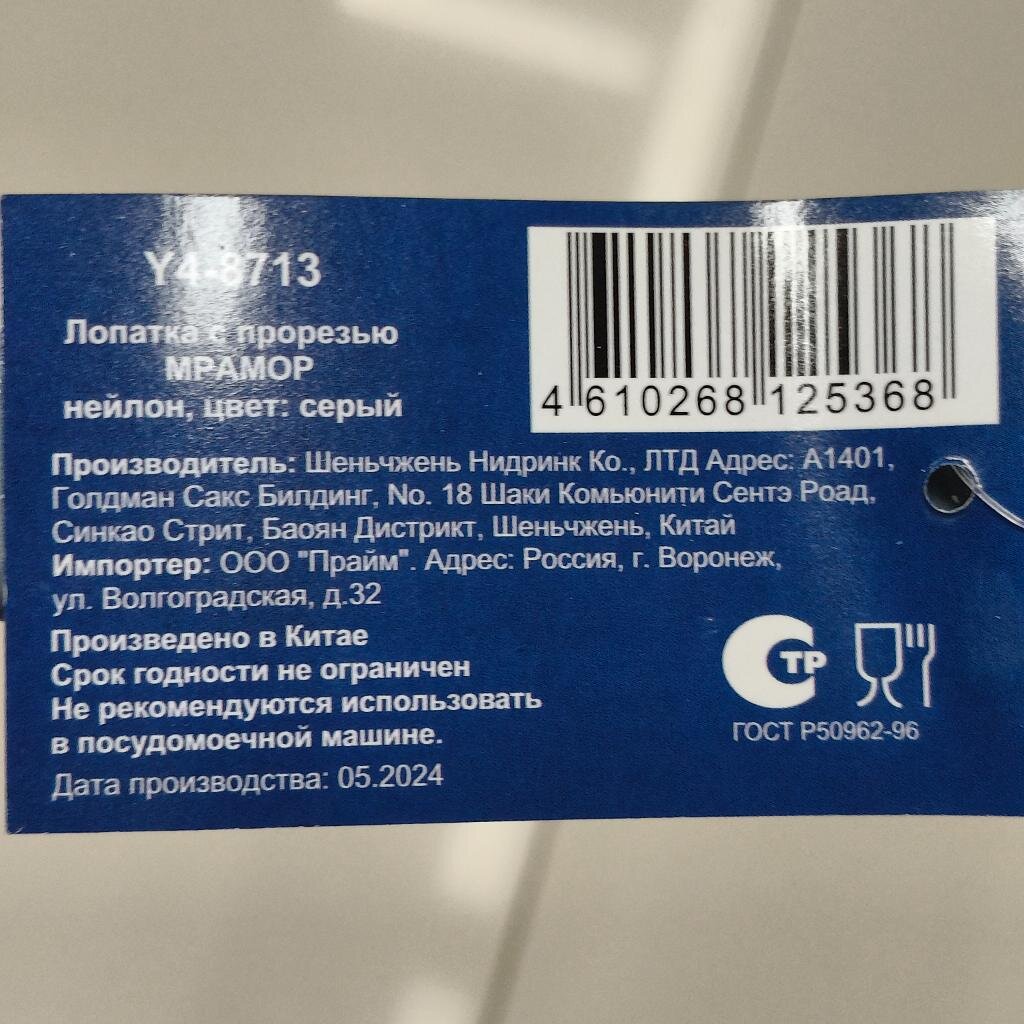 Y4-8713
Лопатка с прорезью
МРАМОР
нейлон, цвет: серый
4 610268 125368
Производитель: Шеньчжень Нидринк Ко., ЛТД Адрес: А1401,
Голдман Сакс Билдинг, No. 18 Шаки Комьюнити Сентэ Роад,
Синкао Стрит, Баоян Дистрикт, Шеньчжень, Китай
Импортер: ООО "Прайм". Адрес: Россия, г. Воронеж,
ул. Волгоградская, д.32
Произведено в Китае
Срок годности не ограничен
Не рекомендуются использовать
в посудомоечной машине.
Дата производства: 05.2024
СТР
ГОСТ Р50962-96